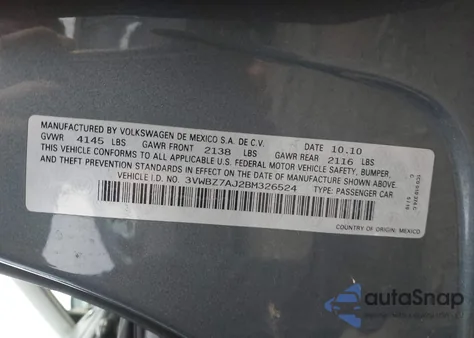 MANUFACTURED BY VOLKSWAGEN DE MEXICO S.A. DE C.V. 10.10
GVWR 4145 LBS GAWR FRONT 2138 LBS GAWR REAR 2116 LBS
THIS VEHICLE CONFORMS TO ALL APPLICABLE U.S. FEDERAL MOTOR VEHICLE SAFETY, BUMPER,
AND THEFT PREVENTION STANDARDS IN EFFECT ON THE DATE OF MANUFACTURE SHOWN ABOVE.
VEHICLE I.D. NO. 3VWBZ7AJ2BM326524 TYPE: PASSENGER CAR
COUNTRY OF ORIGIN: MEXICO
autoSnap